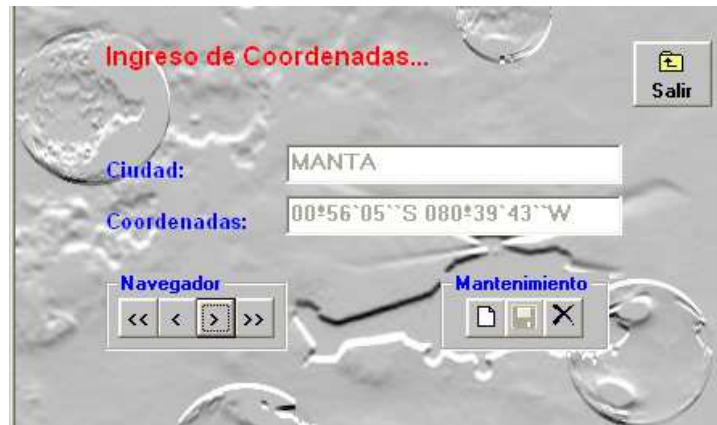 Ingreso de Coordenadas...
Salir
Ciudad: MANTA
Coordenadas: 00º56`05``S 080º39`43``W
Navegador Mantenimiento
<< < > >>